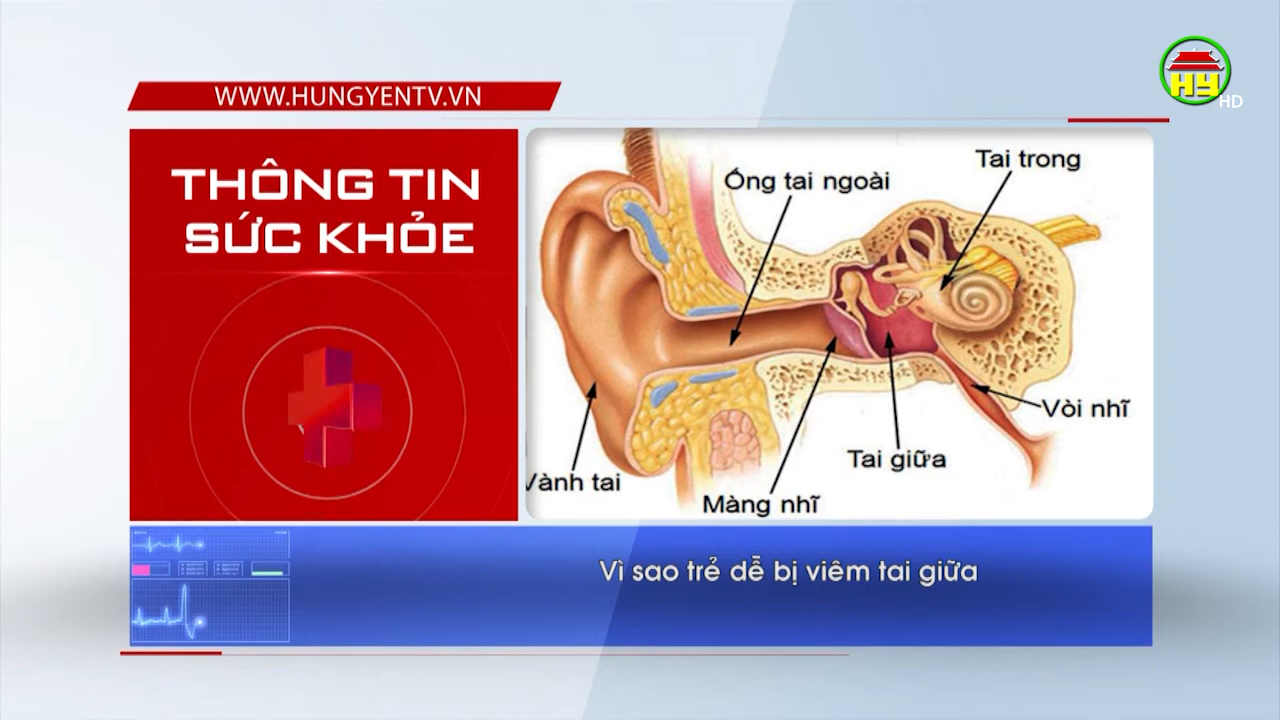 WWW.HUNGYENTV.VN
HY
HD
THÔNG TIN
SỨC KHỎE
Tai trong
Ống tai ngoài
Vòi nhĩ
Tai giữa
Vành tai
Màng nhĩ
Vì sao trẻ dễ bị viêm tai giữa